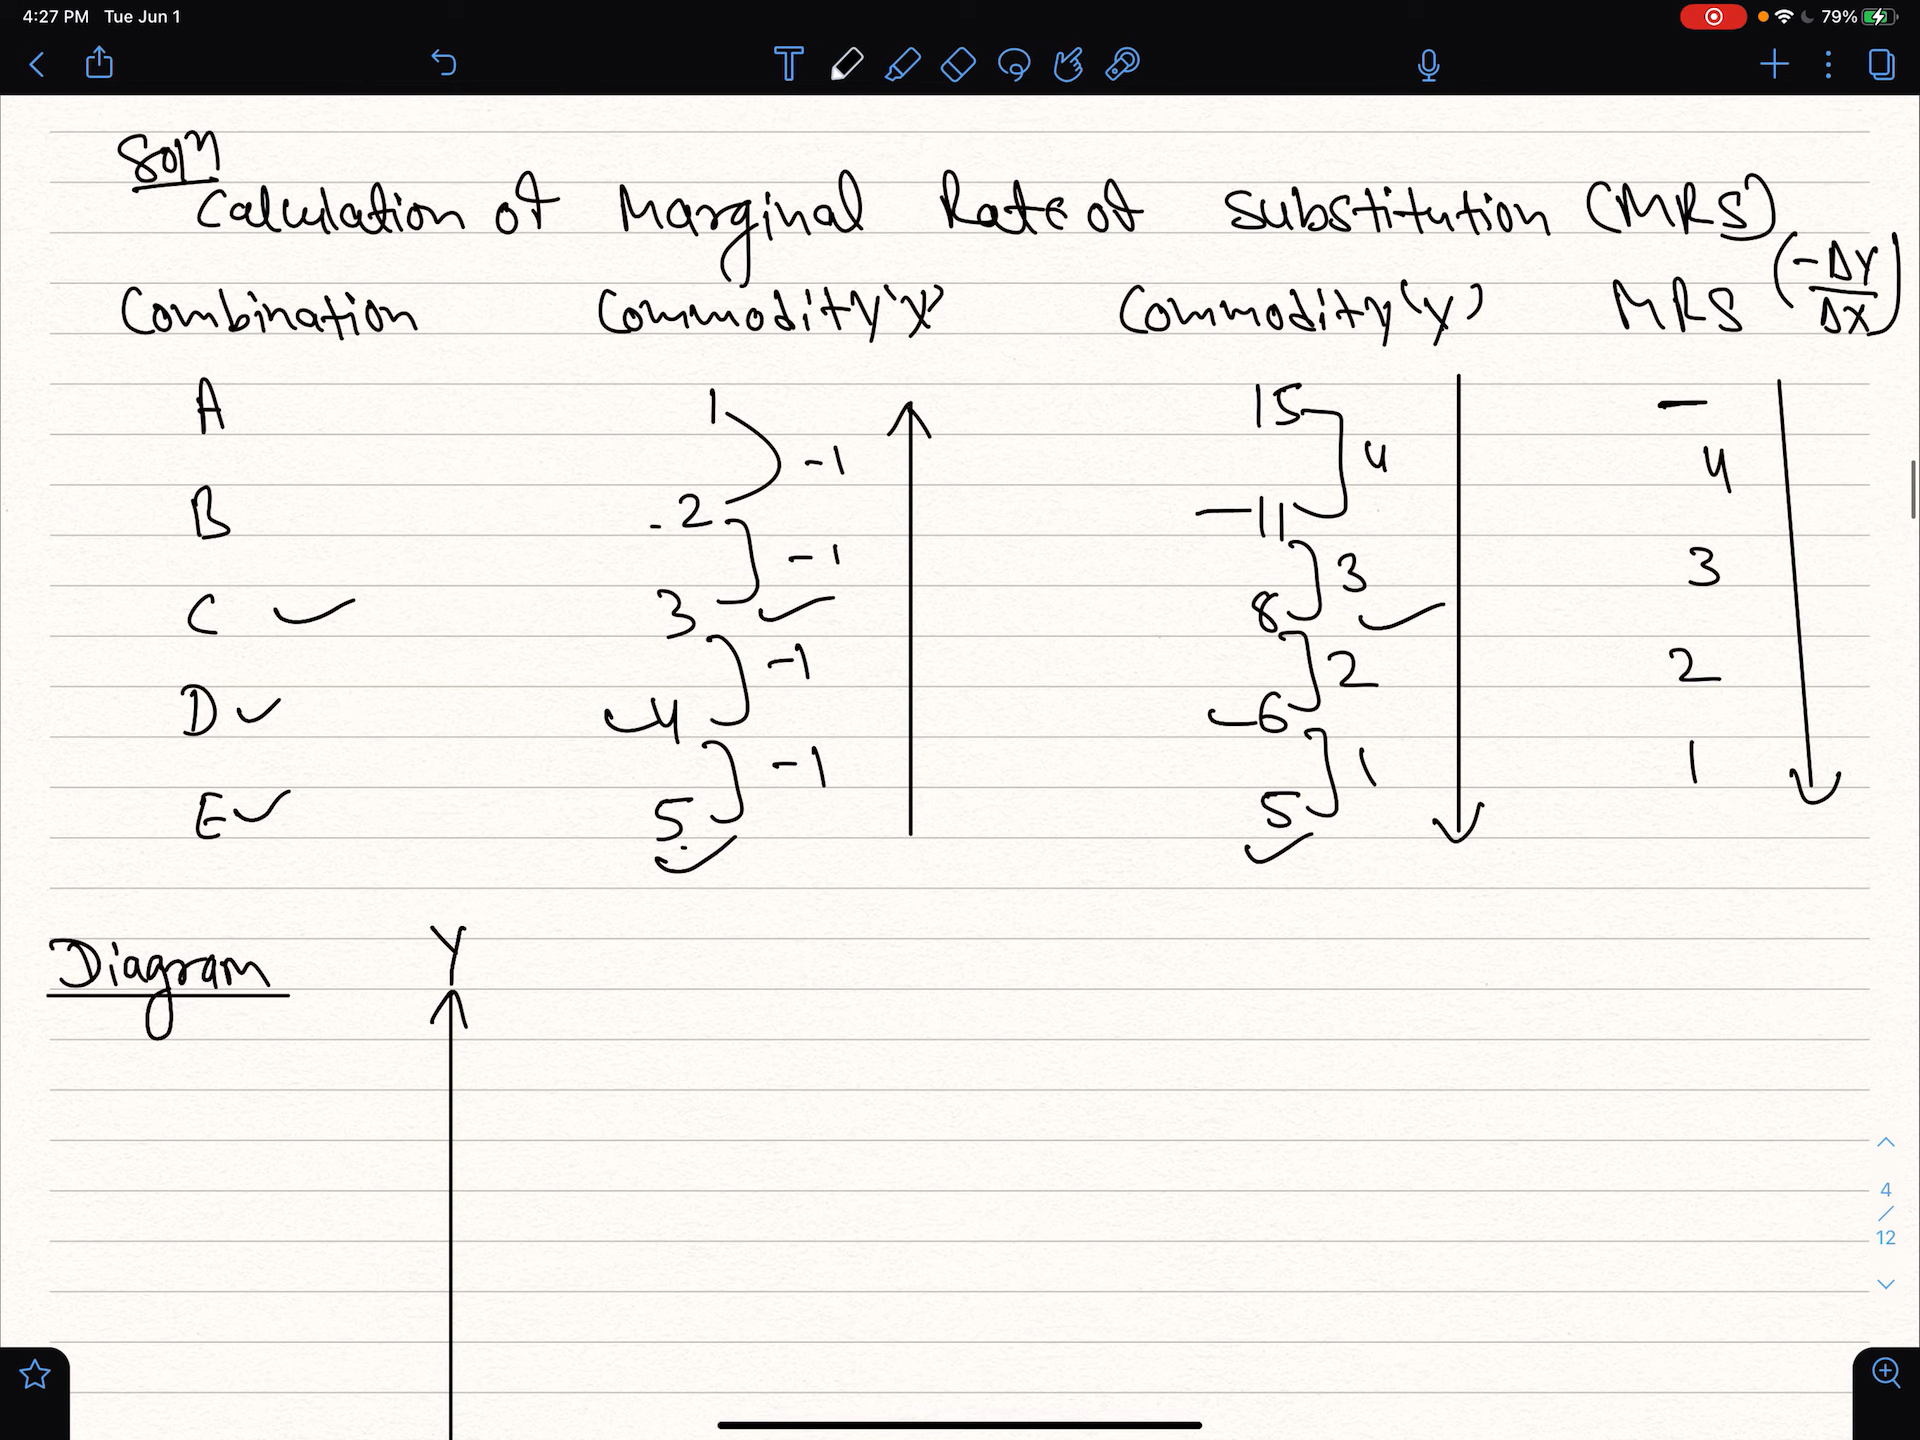 4:27 PM Tue Jun 1 79%
Soln
Calculation of Marginal Rate of Substitution (MRS)
Combination Commodity 'X' Commodity 'Y' MRS (-ΔY/ΔX)
A 1 15 —
-1 4 4
B 2 11
-1 3 3
C 3 8
-1 2 2
D 4 6
-1 1 1
E 5 5
Diagram Y
4
/
12